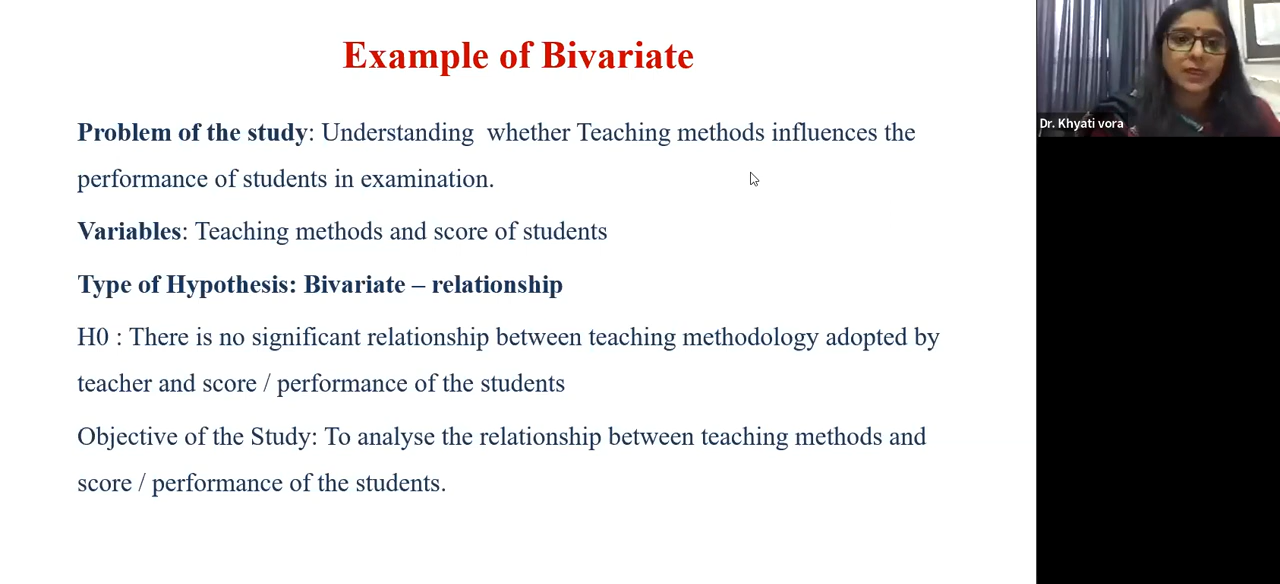 Example of Bivariate
Problem of the study: Understanding  whether Teaching methods influences the
performance of students in examination.
Variables: Teaching methods and score of students
Type of Hypothesis: Bivariate – relationship
H0 : There is no significant relationship between teaching methodology adopted by
teacher and score / performance of the students
Objective of the Study: To analyse the relationship between teaching methods and
score / performance of the students.
Dr. Khyati vora